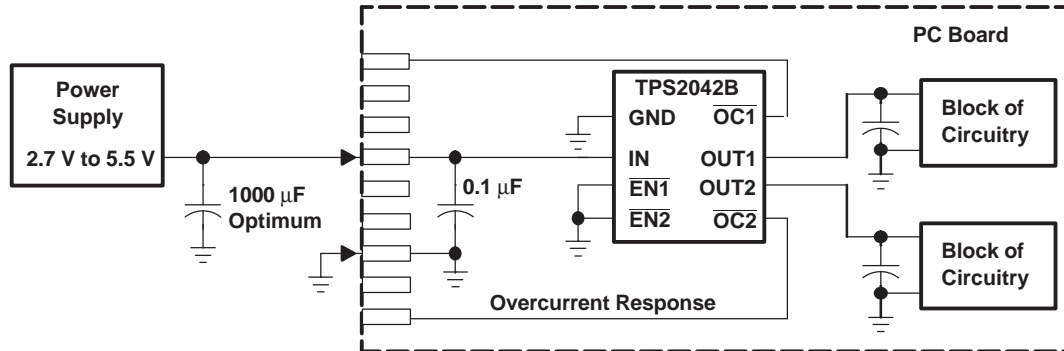 PC Board
Power
Supply
2.7 V to 5.5 V
1000 μF
Optimum
0.1 μF
TPS2042B
GND
IN
EN1
EN2
OC1
OUT1
OUT2
OC2
Block of
Circuitry
Block of
Circuitry
Overcurrent Response